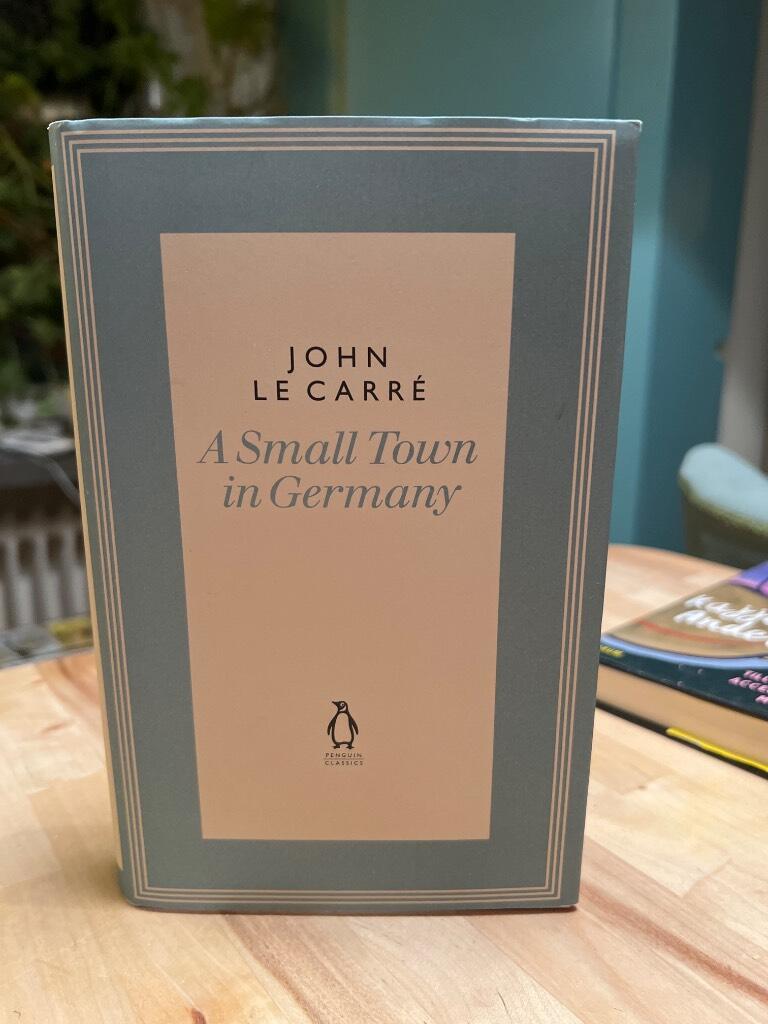 JOHN
LE CARRÉ
A Small Town
in Germany
PENGUIN
CLASSICS